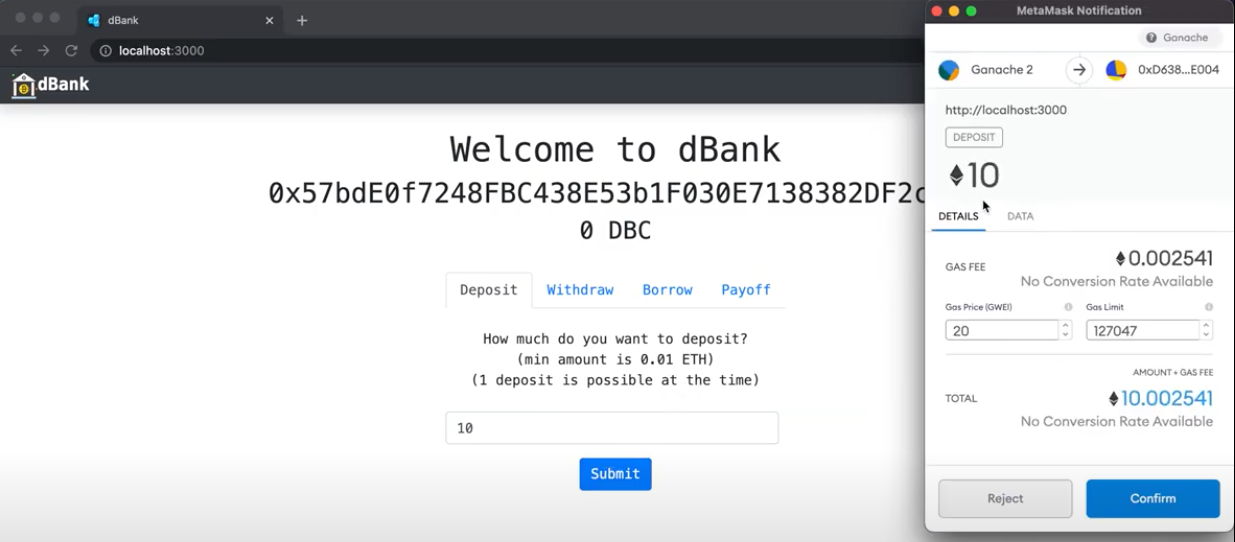 dBank
localhost:3000
dBank
Welcome to dBank
0x57bdE0f7248FBC438E53b1F030E7138382DF2c
0 DBC
Deposit Withdraw Borrow Payoff
How much do you want to deposit?
(min amount is 0.01 ETH)
(1 deposit is possible at the time)
10
Submit
MetaMask Notification
Ganache
Ganache 2 0xD638...E004
http://localhost:3000
DEPOSIT
10
DETAILS DATA
GAS FEE 0.002541
No Conversion Rate Available
Gas Price (GWEI) Gas Limit
20 127047
AMOUNT + GAS FEE
TOTAL 10.002541
No Conversion Rate Available
Reject Confirm